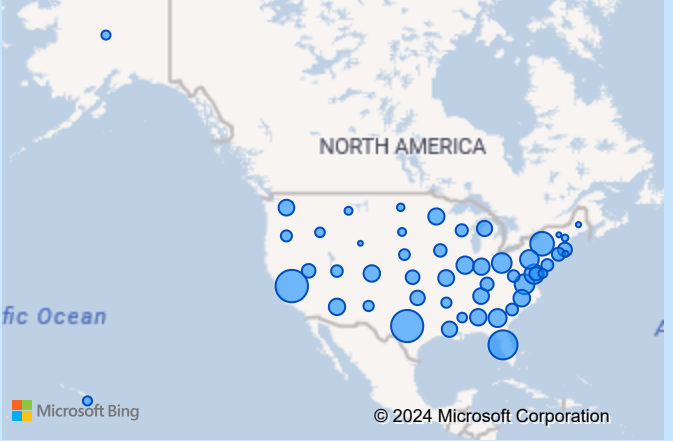 NORTH AMERICA
fic Ocean
A
Microsoft Bing
© 2024 Microsoft Corporation